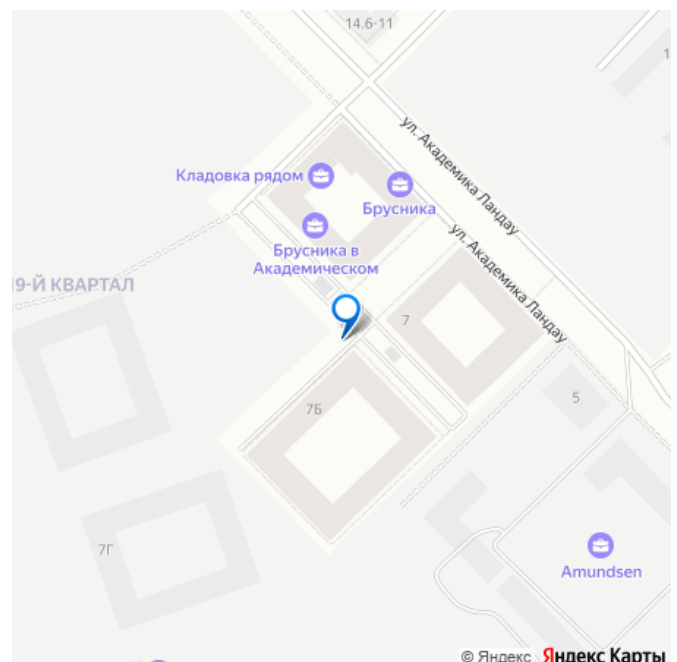 14.6-11
1
ул. Академика Ландау
Кладовка рядом
Брусника
ул. Академика Ландау
Брусника в
Академическом
9-Й КВАРТАЛ
7
7Б
5
7Г
Amundsen
© Яндекс Яндекс Карты